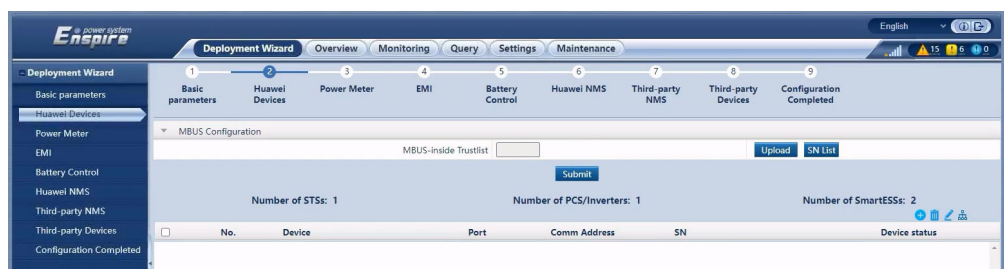 Enspire e power system
English
Deployment Wizard Overview Monitoring Query Settings Maintenance
15 6 0
Deployment Wizard
Basic parameters
Huawei Devices
Power Meter
EMI
Battery Control
Huawei NMS
Third-party NMS
Third-party Devices
Configuration Completed
1 2 3 4 5 6 7 8 9
Basic parameters
Huawei Devices
Power Meter
EMI
Battery Control
Huawei NMS
Third-party NMS
Third-party Devices
Configuration Completed
MBUS Configuration
MBUS-inside Trustlist Upload SN List
Submit
Number of STSs: 1 Number of PCS/Inverters: 1 Number of SmartESSs: 2
No. Device Port Comm Address SN Device status